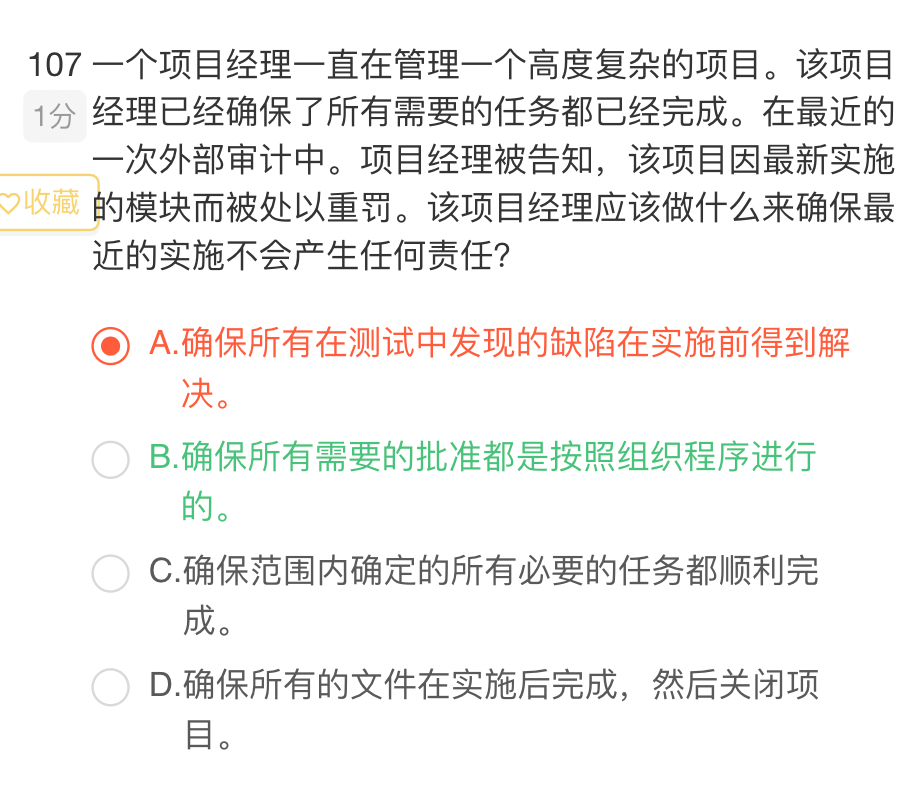 107 一个项目经理一直在管理一个高度复杂的项目。该项目
1分 经理已经确保了所有需要的任务都已经完成。在最近的
一次外部审计中。项目经理被告知，该项目因最新实施
♡收藏 的模块而被处以重罚。该项目经理应该做什么来确保最
近的实施不会产生任何责任？
A.确保所有在测试中发现的缺陷在实施前得到解
决。
B.确保所有需要的批准都是按照组织程序进行
的。
C.确保范围内确定的所有必要的任务都顺利完
成。
D.确保所有的文件在实施后完成，然后关闭项
目。